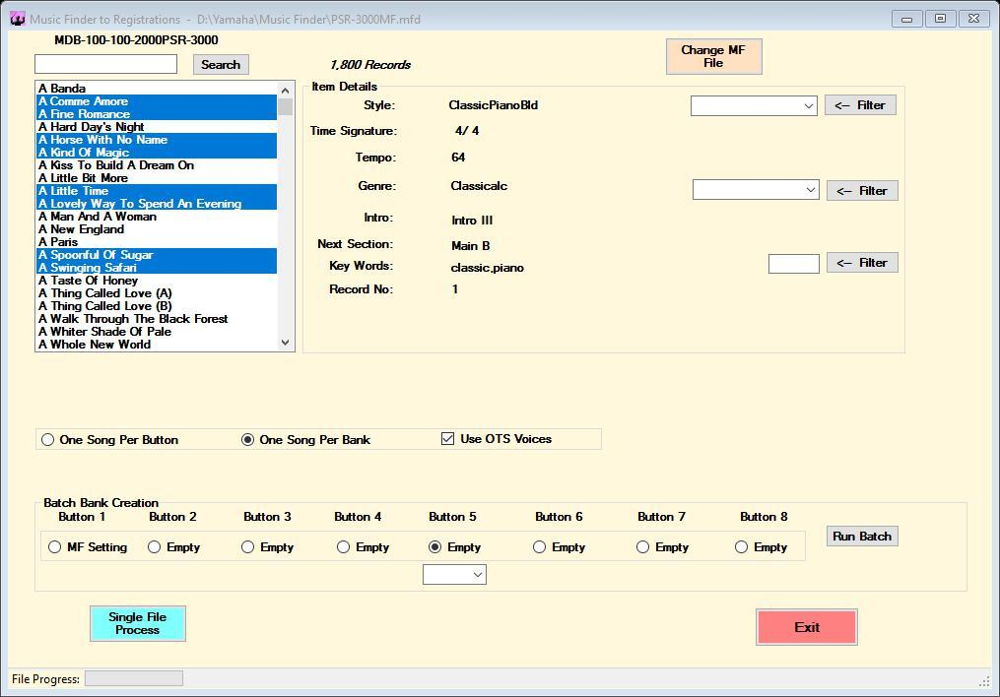 Music Finder to Registrations - D:\Yamaha\Music Finder\PSR-3000MF.mfd
MDB-100-100-2000PSR-3000
Search
1,800 Records
Change MF
File
A Banda
A Comme Amore
A Fine Romance
A Hard Day's Night
A Horse With No Name
A Kind Of Magic
A Kiss To Build A Dream On
A Little Bit More
A Little Time
A Lovely Way To Spend An Evening
A Man And A Woman
A New England
A Paris
A Spoonful Of Sugar
A Swinging Safari
A Taste Of Honey
A Thing Called Love (A)
A Thing Called Love (B)
A Walk Through The Black Forest
A Whiter Shade Of Pale
A Whole New World
Item Details
Style: ClassicPianoBld <-- Filter
Time Signature: 4/ 4
Tempo: 64
Genre: Classicalc <-- Filter
Intro: Intro III
Next Section: Main B
Key Words: classic,piano <-- Filter
Record No: 1
One Song Per Button One Song Per Bank Use OTS Voices
Batch Bank Creation
Button 1 Button 2 Button 3 Button 4 Button 5 Button 6 Button 7 Button 8
MF Setting Empty Empty Empty Empty Empty Empty Empty
Run Batch
Single File
Process
Exit
File Progress: